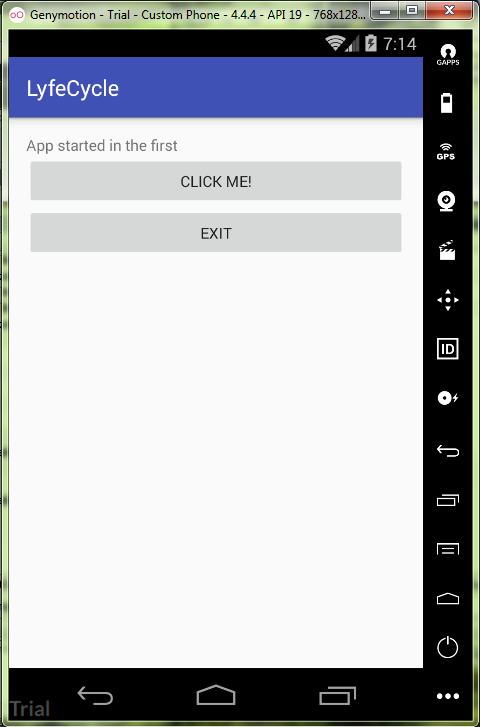 Genymotion - Trial - Custom Phone - 4.4.4 - API 19 - 768x128...
7:14
GAPPS
LyfeCycle
App started in the first
CLICK ME!
EXIT
GPS
ID
Trial